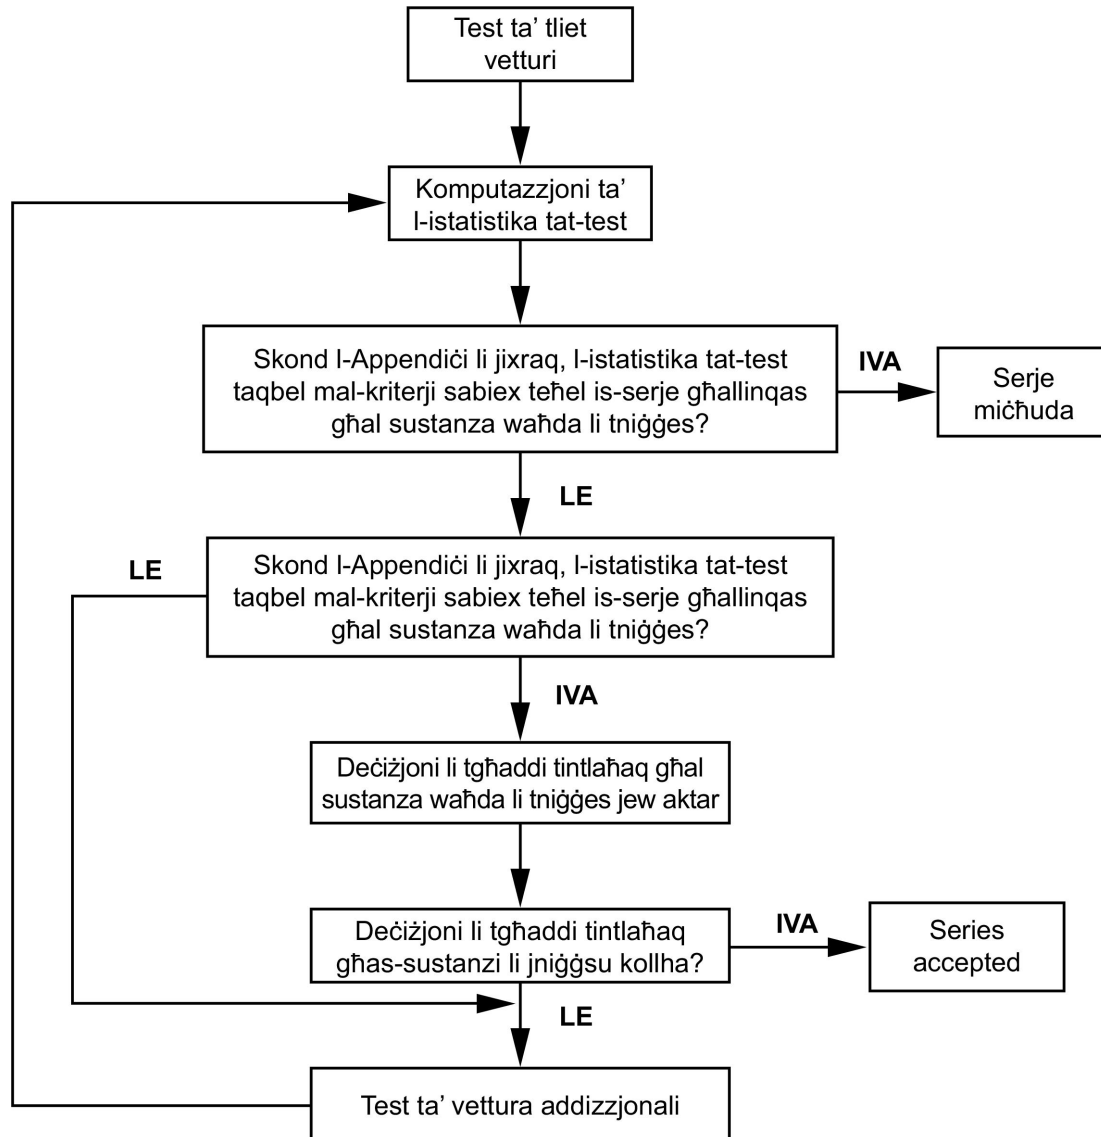 Test ta’ tliet
vetturi
Komputazzjoni ta’
l-istatistika tat-test
Skond l-Appendiċi li jixraq, l-istatistika tat-test
taqbel mal-kriterji sabiex teħel is-serje għallinqas
għal sustanza waħda li tniġġes?
IVA
Serje
miċħuda
LE
Skond l-Appendiċi li jixraq, l-istatistika tat-test
taqbel mal-kriterji sabiex teħel is-serje għallinqas
għal sustanza waħda li tniġġes?
LE
IVA
Deċiżjoni li tgħaddi tintlaħaq għal
sustanza waħda li tniġġes jew aktar
Deċiżjoni li tgħaddi tintlaħaq
għas-sustanzi li jniġġsu kollha?
IVA
Series
accepted
LE
Test ta’ vettura addizzjonali